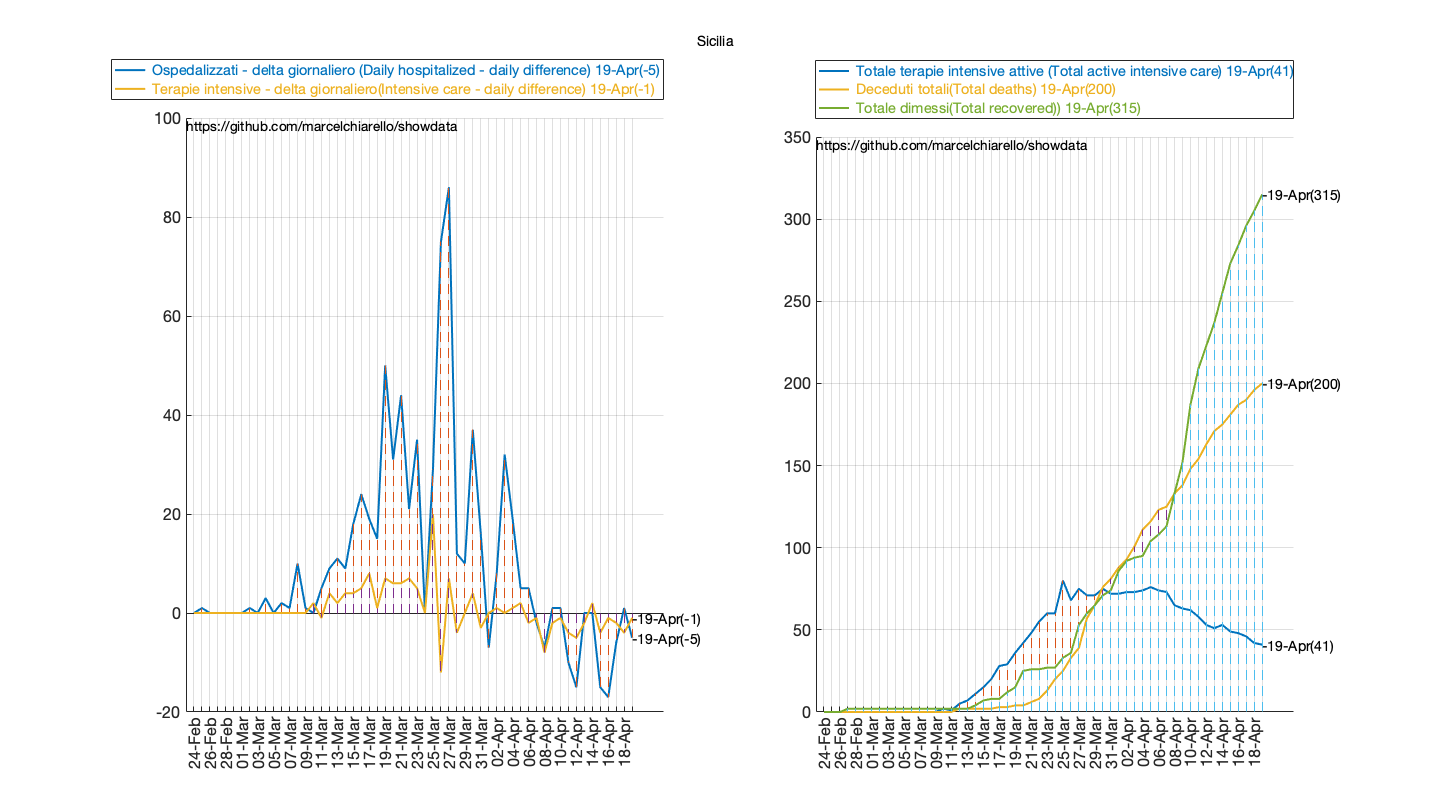 Sicilia
Ospedalizzati - delta giornaliero (Daily hospitalized - daily difference) 19-Apr(-5)
Terapie intensive - delta giornaliero(Intensive care - daily difference) 19-Apr(-1)
https://github.com/marcelchiarello/showdata
100
80
60
40
20
0
-20
19-Apr(-1)
19-Apr(-5)
24-Feb
26-Feb
28-Feb
01-Mar
03-Mar
05-Mar
07-Mar
09-Mar
11-Mar
13-Mar
15-Mar
17-Mar
19-Mar
21-Mar
23-Mar
25-Mar
27-Mar
29-Mar
31-Mar
02-Apr
04-Apr
06-Apr
08-Apr
10-Apr
12-Apr
14-Apr
16-Apr
18-Apr
Totale terapie intensive attive (Total active intensive care) 19-Apr(41)
Deceduti totali(Total deaths) 19-Apr(200)
Totale dimessi(Total recovered)) 19-Apr(315)
https://github.com/marcelchiarello/showdata
350
300
250
200
150
100
50
0
19-Apr(315)
19-Apr(200)
19-Apr(41)
24-Feb
26-Feb
28-Feb
01-Mar
03-Mar
05-Mar
07-Mar
09-Mar
11-Mar
13-Mar
15-Mar
17-Mar
19-Mar
21-Mar
23-Mar
25-Mar
27-Mar
29-Mar
31-Mar
02-Apr
04-Apr
06-Apr
08-Apr
10-Apr
12-Apr
14-Apr
16-Apr
18-Apr